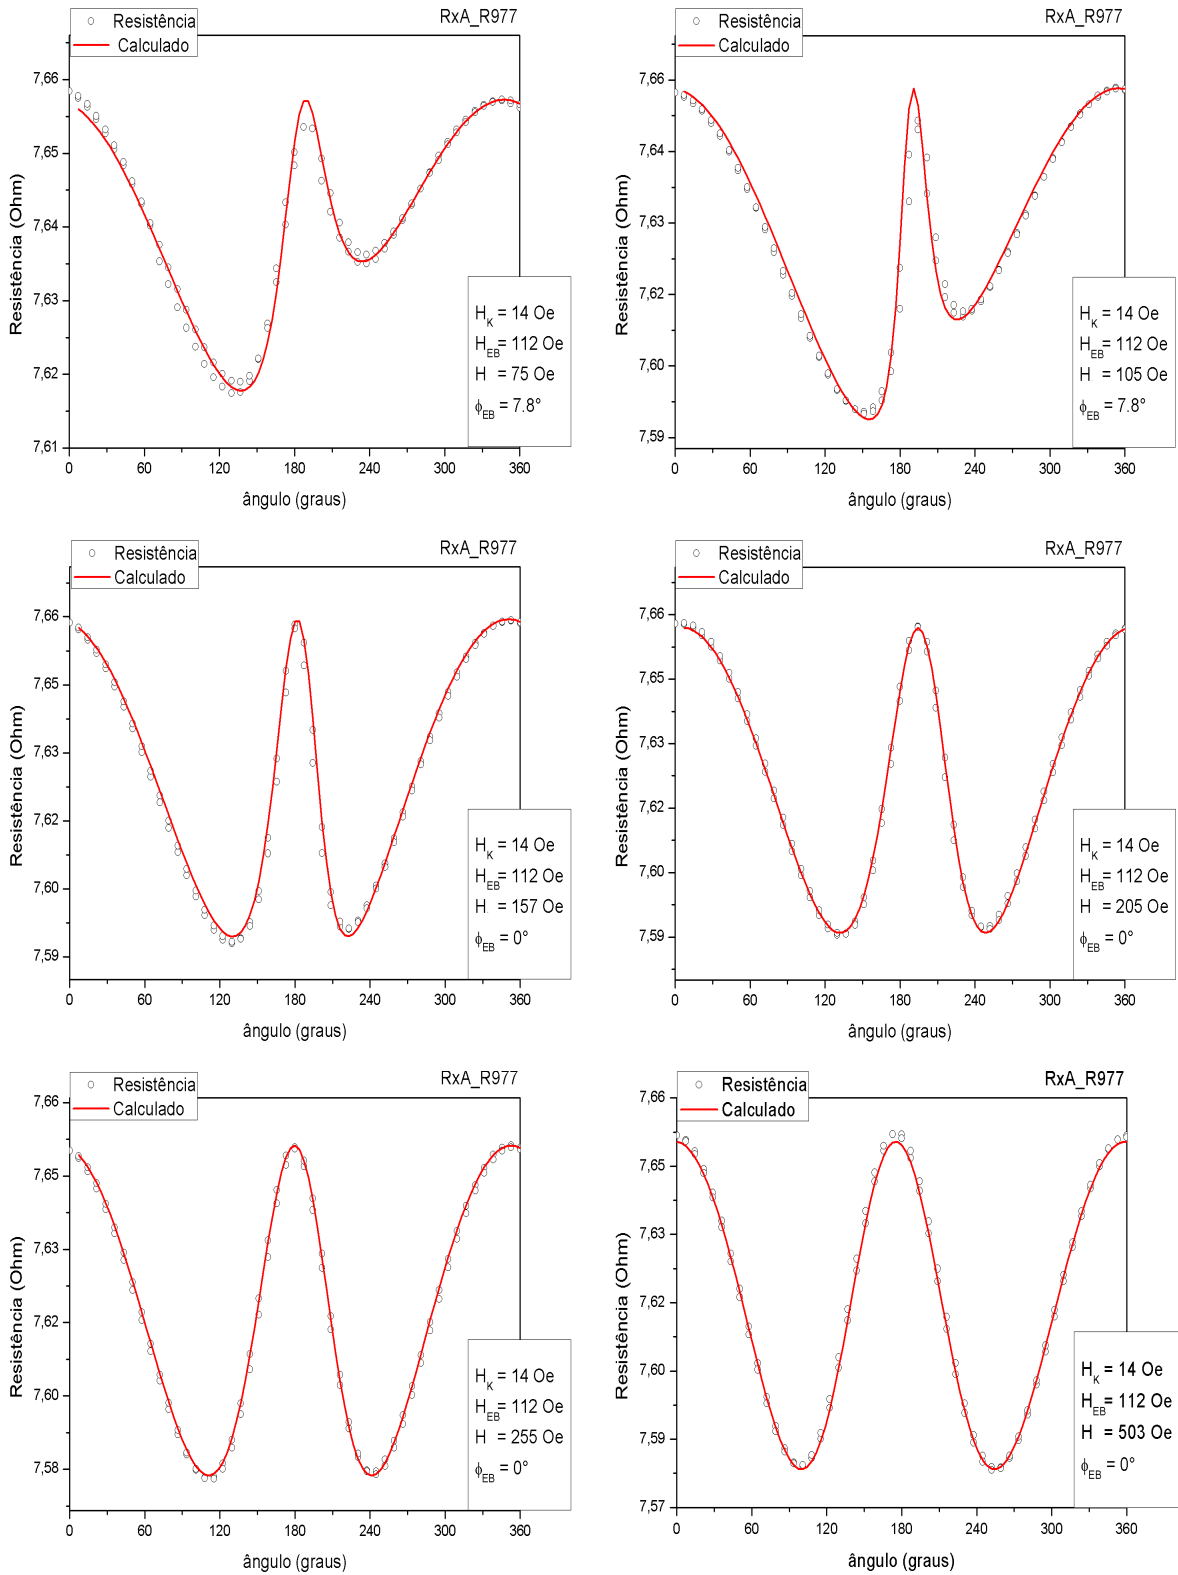 RxA_R977
Resistência
Calculado
7,66
7,65
7,64
7,63
7,62
7,61
Resistência (Ohm)
H_K = 14 Oe
H_EB = 112 Oe
H = 75 Oe
ϕ_EB = 7.8°
0 60 120 180 240 300 360
ângulo (graus)
RxA_R977
Resistência
Calculado
7,66
7,64
7,63
7,62
7,60
7,59
Resistência (Ohm)
H_K = 14 Oe
H_EB = 112 Oe
H = 105 Oe
ϕ_EB = 7.8°
0 60 120 180 240 300 360
ângulo (graus)
RxA_R977
Resistência
Calculado
7,66
7,65
7,63
7,62
7,60
7,59
Resistência (Ohm)
H_K = 14 Oe
H_EB = 112 Oe
H = 157 Oe
ϕ_EB = 0°
0 60 120 180 240 300 360
ângulo (graus)
RxA_R977
Resistência
Calculado
7,66
7,65
7,63
7,62
7,60
7,59
Resistência (Ohm)
H_K = 14 Oe
H_EB = 112 Oe
H = 205 Oe
ϕ_EB = 0°
0 60 120 180 240 300 360
ângulo (graus)
RxA_R977
Resistência
Calculado
7,66
7,65
7,63
7,62
7,60
7,58
Resistência (Ohm)
H_K = 14 Oe
H_EB = 112 Oe
H = 255 Oe
ϕ_EB = 0°
0 60 120 180 240 300 360
ângulo (graus)
RxA_R977
Resistência
Calculado
7,66
7,65
7,63
7,62
7,60
7,59
7,57
Resistência (Ohm)
H_K = 14 Oe
H_EB = 112 Oe
H = 503 Oe
ϕ_EB = 0°
0 60 120 180 240 300 360
ângulo (graus)